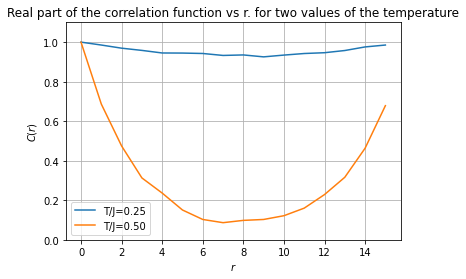 Real part of the correlation function vs r. for two values of the temperature
1.0
0.8
0.6
C(r)
0.4
0.2
0.0
T/J=0.25
T/J=0.50
0 2 4 6 8 10 12 14
r